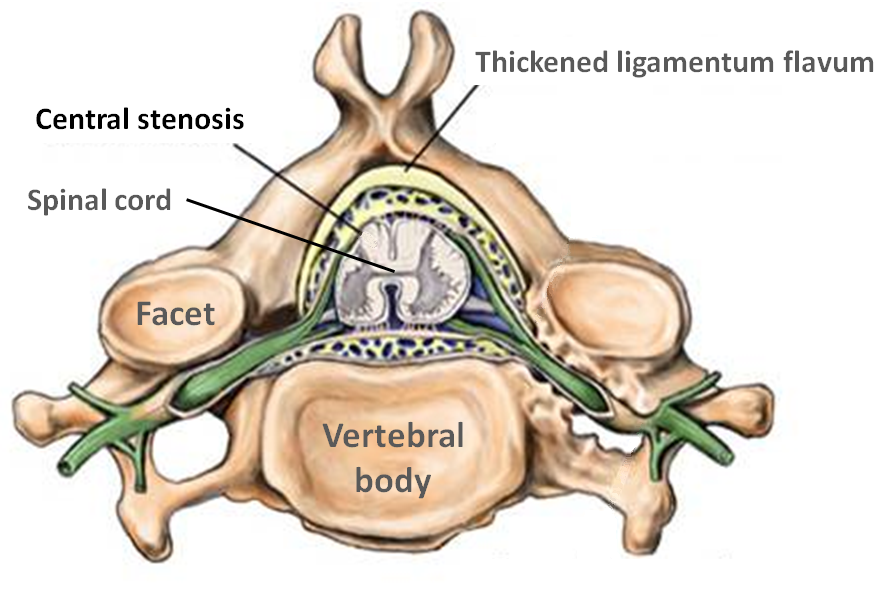 Thickened ligamentum flavum
Central stenosis
Spinal cord
Facet
Vertebral
body